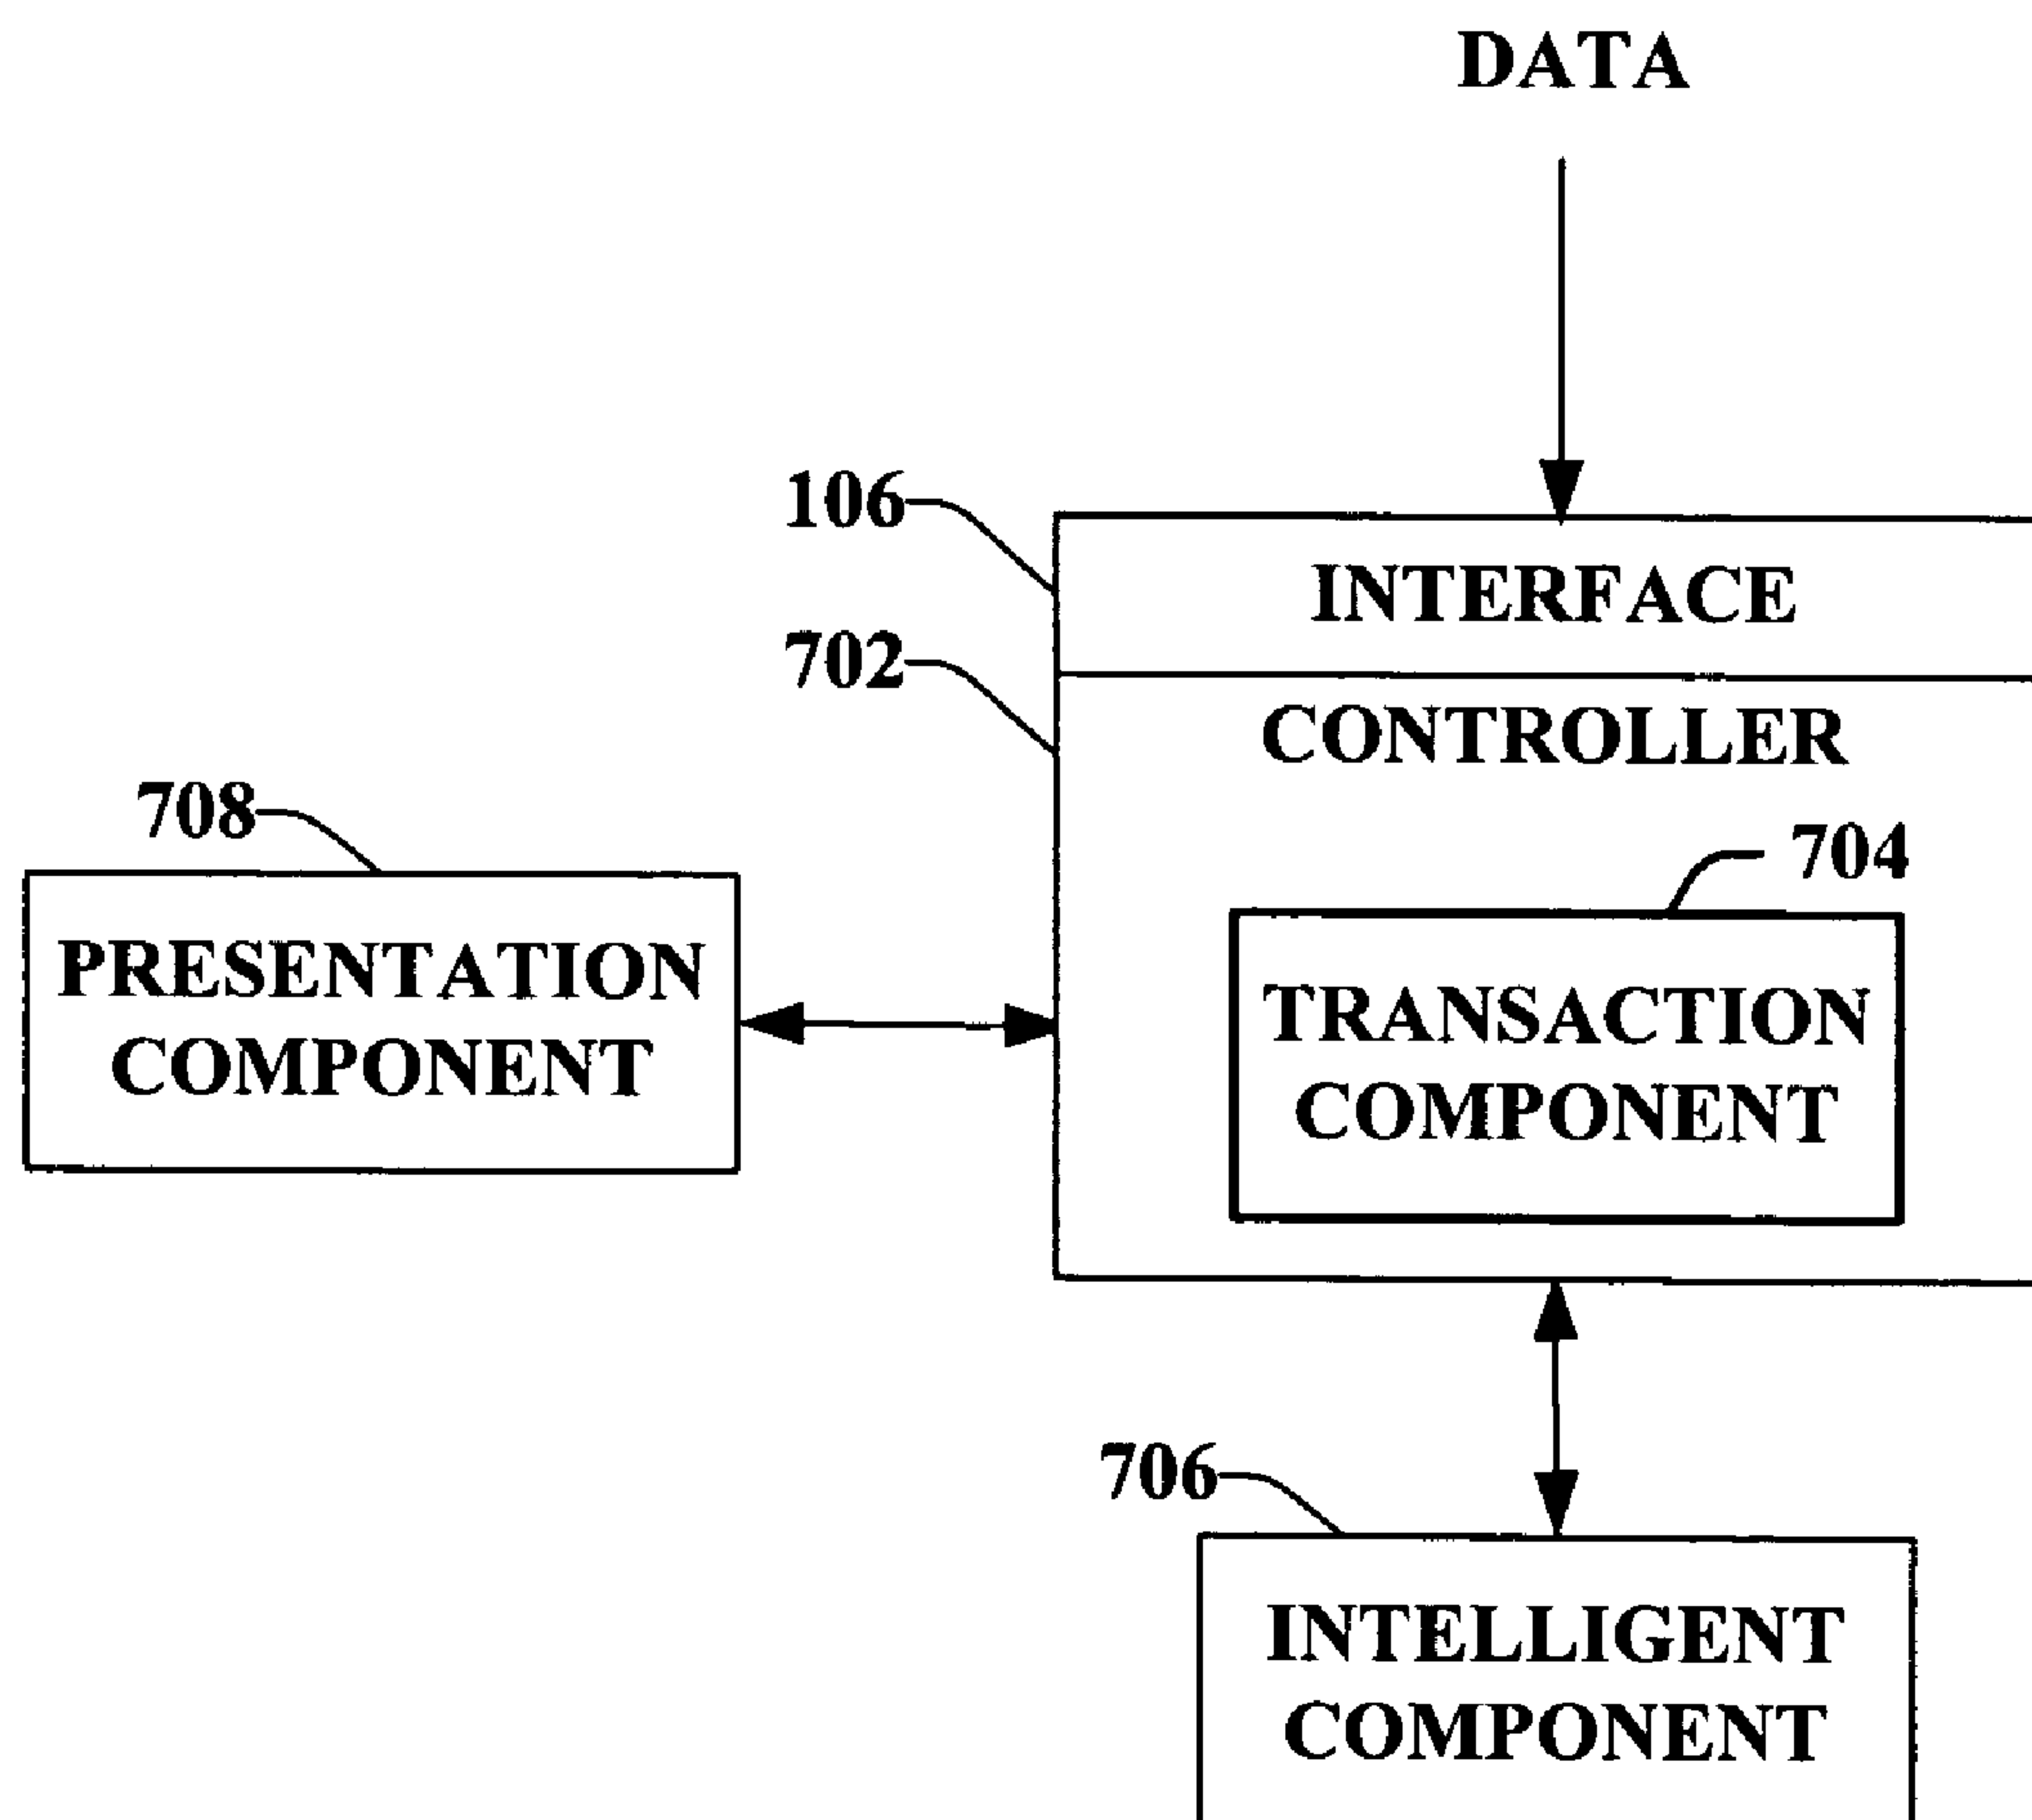 DATA
106
INTERFACE
702
CONTROLLER
708
704
PRESENTATION
COMPONENT
TRANSACTION
COMPONENT
706
INTELLIGENT
COMPONENT